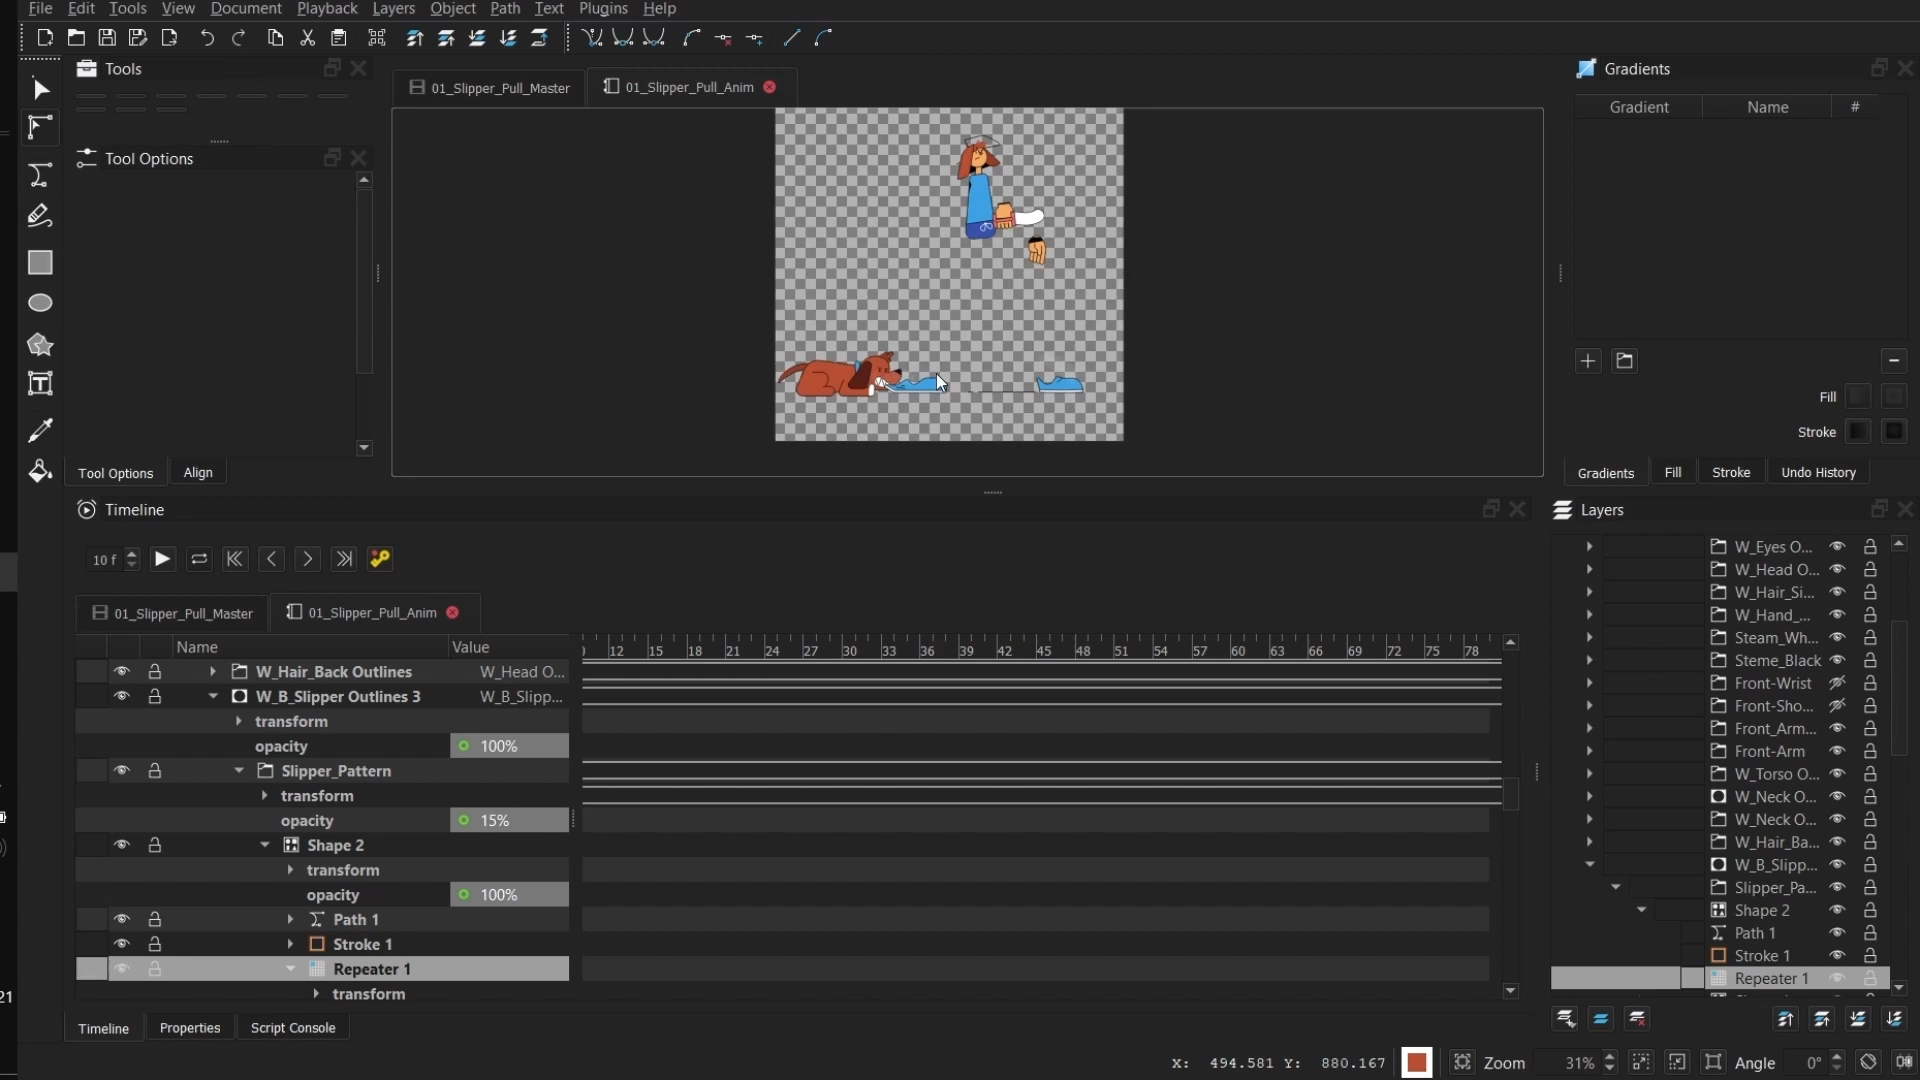 File Edit Tools View Document Playback Layers Object Path Text Plugins Help
Tools
01_Slipper_Pull_Master 01_Slipper_Pull_Anim
Gradients
Gradient Name #
Tool Options
Fill
Stroke
Tool Options Align
Gradients Fill Stroke Undo History
Timeline
10 f
01_Slipper_Pull_Master 01_Slipper_Pull_Anim
Name Value
12 15 18 21 24 27 30 33 36 39 42 45 48 51 54 57 60 63 66 69 72 75 78
W_Hair_Back Outlines W_Head O...
W_B_Slipper Outlines 3 W_B_Slipp...
transform
opacity 100%
Slipper_Pattern
transform
opacity 15%
Shape 2
transform
opacity 100%
Path 1
Stroke 1
Repeater 1
transform
21
Timeline Properties Script Console
Layers
W_Eyes O...
W_Head O...
W_Hair_Si...
W_Hand_...
Steam_Wh...
Steme_Black
Front-Wrist
Front-Sho...
Front_Arm...
Front-Arm
W_Torso O...
W_Neck O...
W_Neck O...
W_Hair_Ba...
W_B_Slipp...
Slipper_Pa...
Shape 2
Path 1
Stroke 1
Repeater 1
X: 494.581 Y: 880.167 Zoom 31% Angle 0°